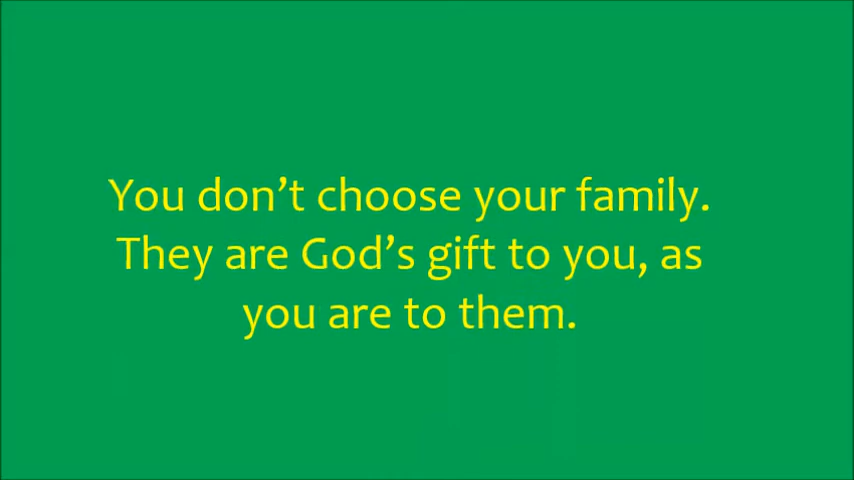 You don’t choose your family.
They are God’s gift to you, as
you are to them.